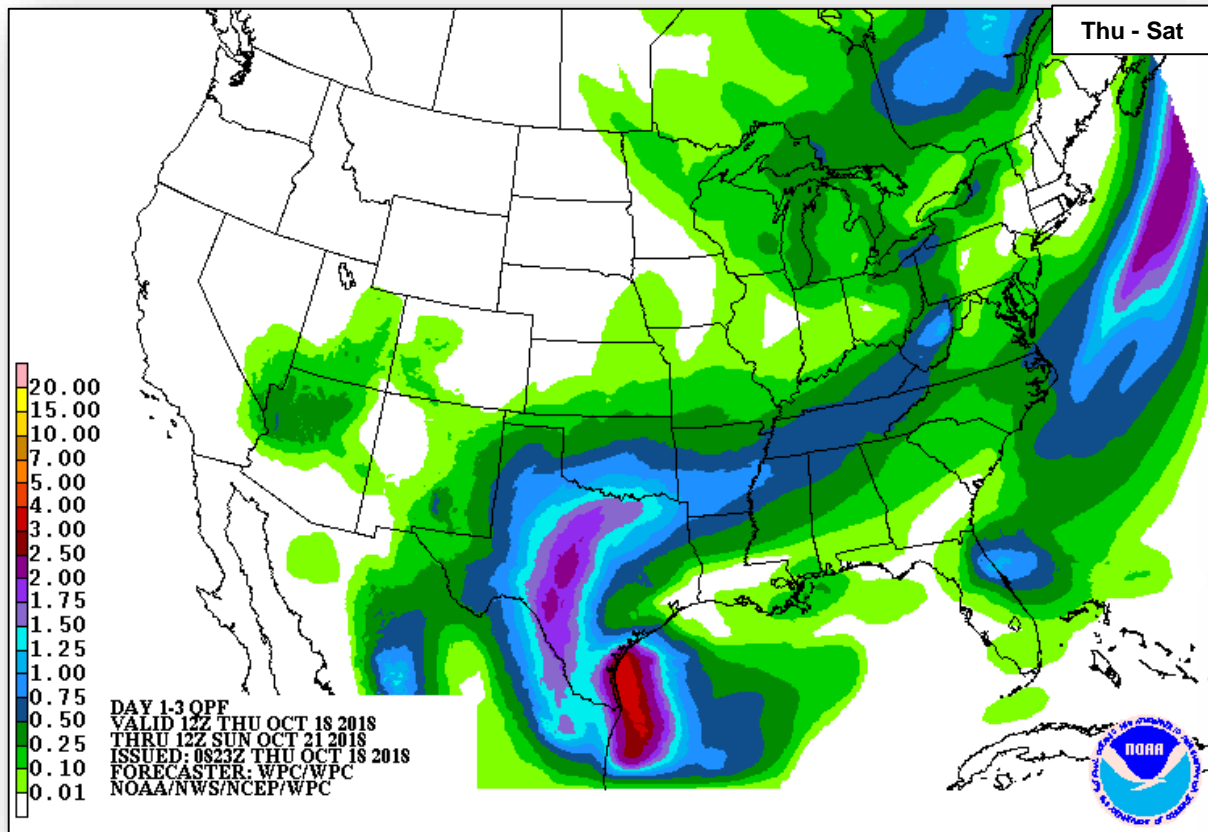 Thu - Sat
20.00
15.00
10.00
7.00
5.00
4.00
3.00
2.50
2.00
1.75
1.50
1.25
1.00
0.75
0.50
0.25
0.10
0.01
DAY 1-3 QPF
VALID 12Z THU OCT 18 2018
THRU 12Z SUN OCT 21 2018
ISSUED: 0823Z THU OCT 18 2018
FORECASTER: WPC/WPC
NOAA/NWS/NCEP/WPC
NOAA